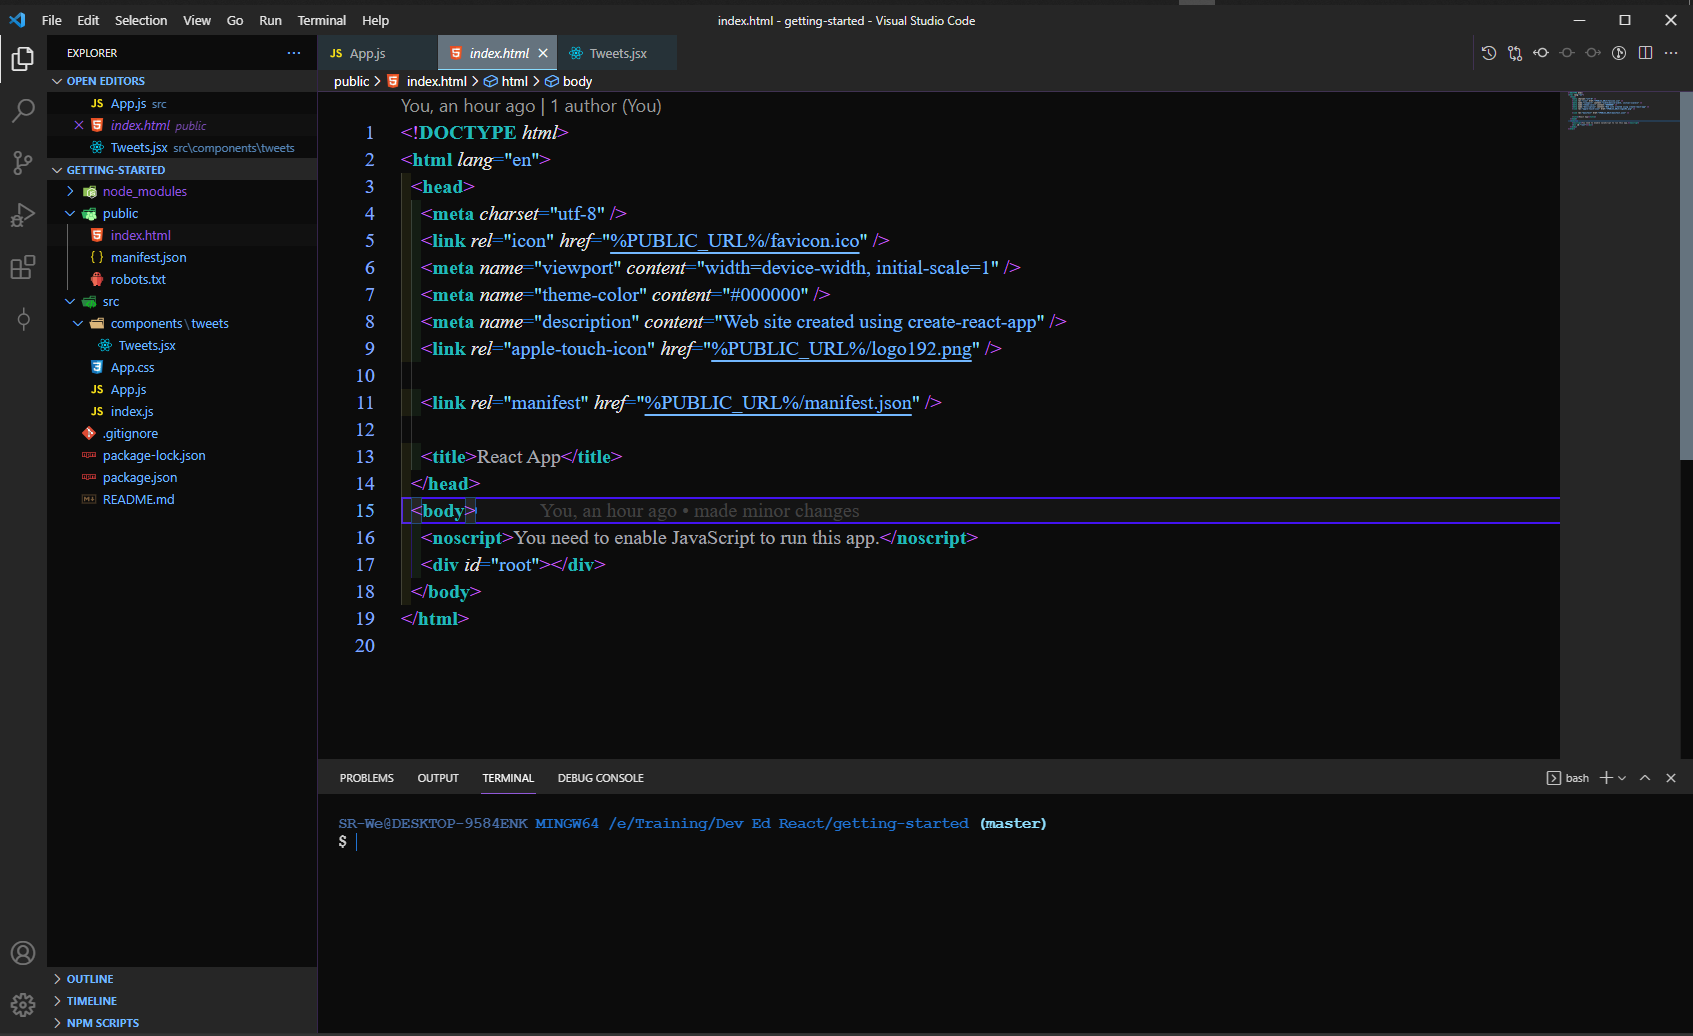 File Edit Selection View Go Run Terminal Help
index.html - getting-started - Visual Studio Code
EXPLORER
OPEN EDITORS
JS App.js src
index.html public
Tweets.jsx src\components\tweets
GETTING-STARTED
node_modules
public
index.html
{} manifest.json
robots.txt
src
components\tweets
Tweets.jsx
App.css
JS App.js
JS index.js
.gitignore
package-lock.json
package.json
README.md
OUTLINE
TIMELINE
NPM SCRIPTS
JS App.js index.html Tweets.jsx
public > index.html > html > body
You, an hour ago | 1 author (You)
1 <!DOCTYPE html>
2 <html lang="en">
3 <head>
4 <meta charset="utf-8" />
5 <link rel="icon" href="%PUBLIC_URL%/favicon.ico" />
6 <meta name="viewport" content="width=device-width, initial-scale=1" />
7 <meta name="theme-color" content="#000000" />
8 <meta name="description" content="Web site created using create-react-app" />
9 <link rel="apple-touch-icon" href="%PUBLIC_URL%/logo192.png" />
10
11 <link rel="manifest" href="%PUBLIC_URL%/manifest.json" />
12
13 <title>React App</title>
14 </head>
15 <body> You, an hour ago • made minor changes
16 <noscript>You need to enable JavaScript to run this app.</noscript>
17 <div id="root"></div>
18 </body>
19 </html>
20
PROBLEMS OUTPUT TERMINAL DEBUG CONSOLE
bash
SR-We@DESKTOP-9584ENK MINGW64 /e/Training/Dev Ed React/getting-started (master)
$